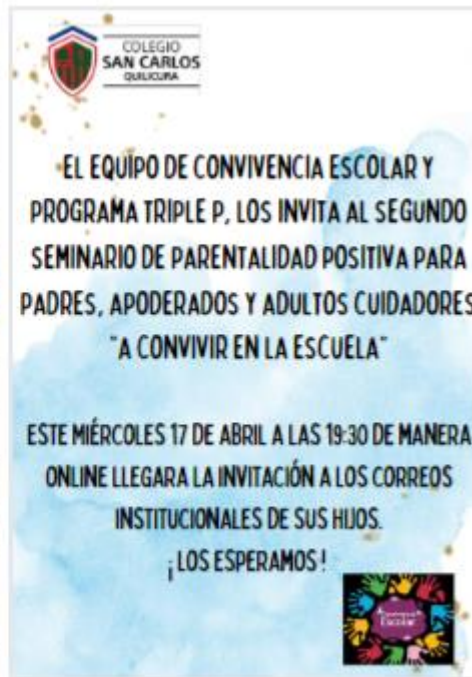 COLEGIO
SAN CARLOS
QUILICURA
EL EQUIPO DE CONVIVENCIA ESCOLAR Y
PROGRAMA TRIPLE P, LOS INVITA AL SEGUNDO
SEMINARIO DE PARENTALIDAD POSITIVA PARA
PADRES, APODERADOS Y ADULTOS CUIDADORES
"A CONVIVIR EN LA ESCUELA"
ESTE MIÉRCOLES 17 DE ABRIL A LAS 19:30 DE MANERA
ONLINE LLEGARA LA INVITACIÓN A LOS CORREOS
INSTITUCIONALES DE SUS HIJOS.
¡LOS ESPERAMOS!
Escolar